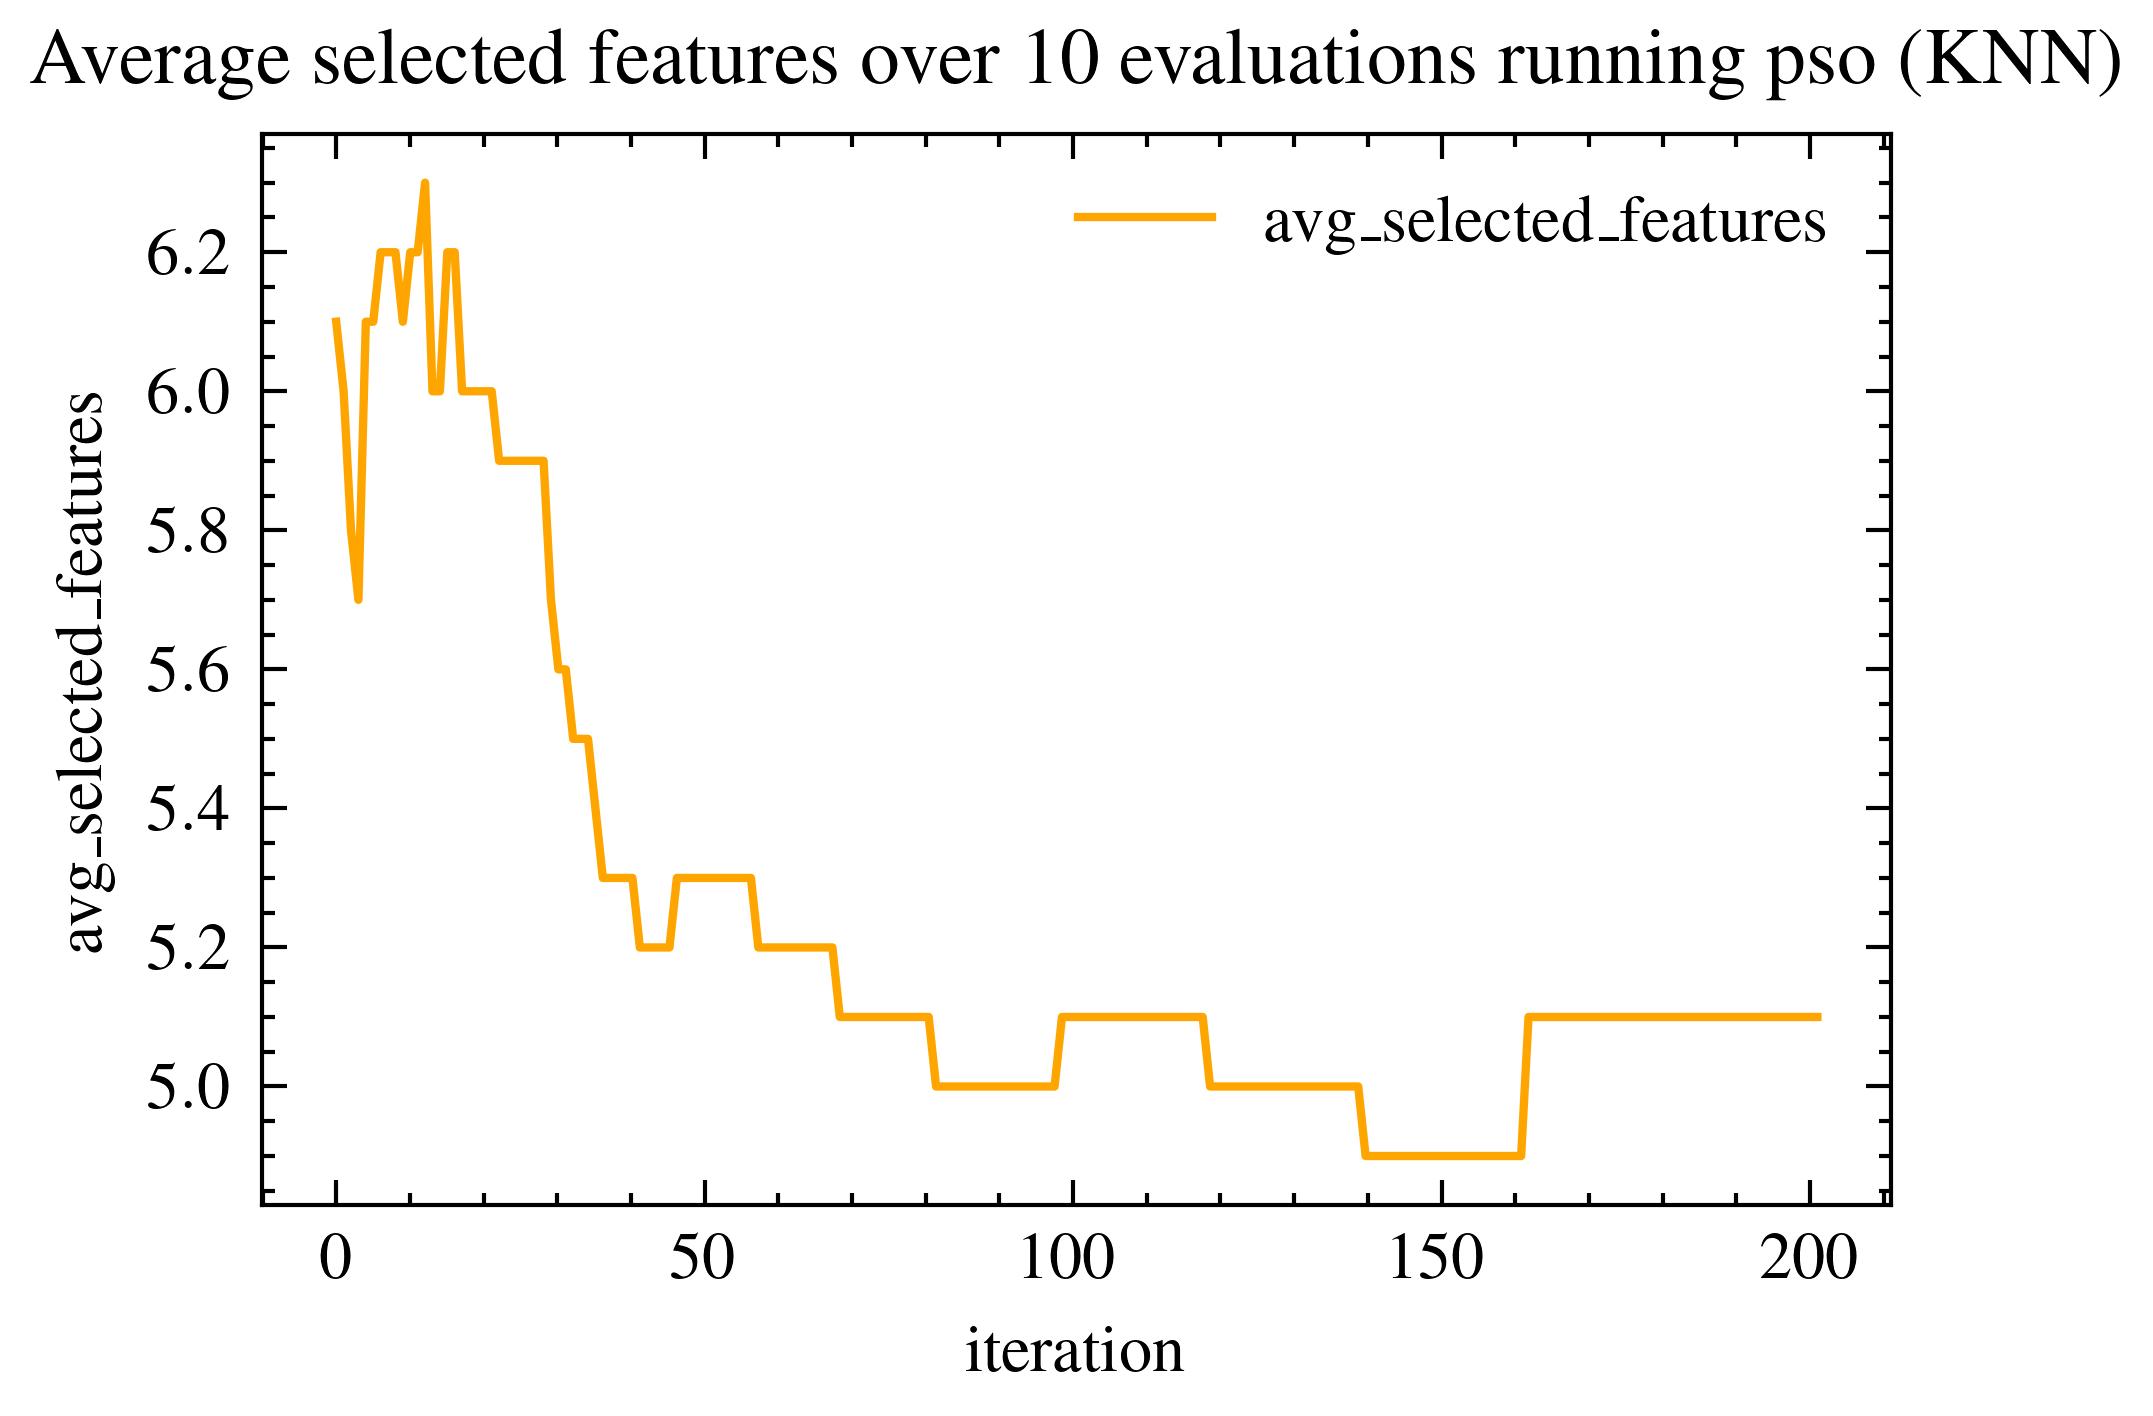 Average selected features over 10 evaluations running pso (KNN)
avg_selected_features
avg_selected_features
6.2
6.0
5.8
5.6
5.4
5.2
5.0
0 50 100 150 200
iteration